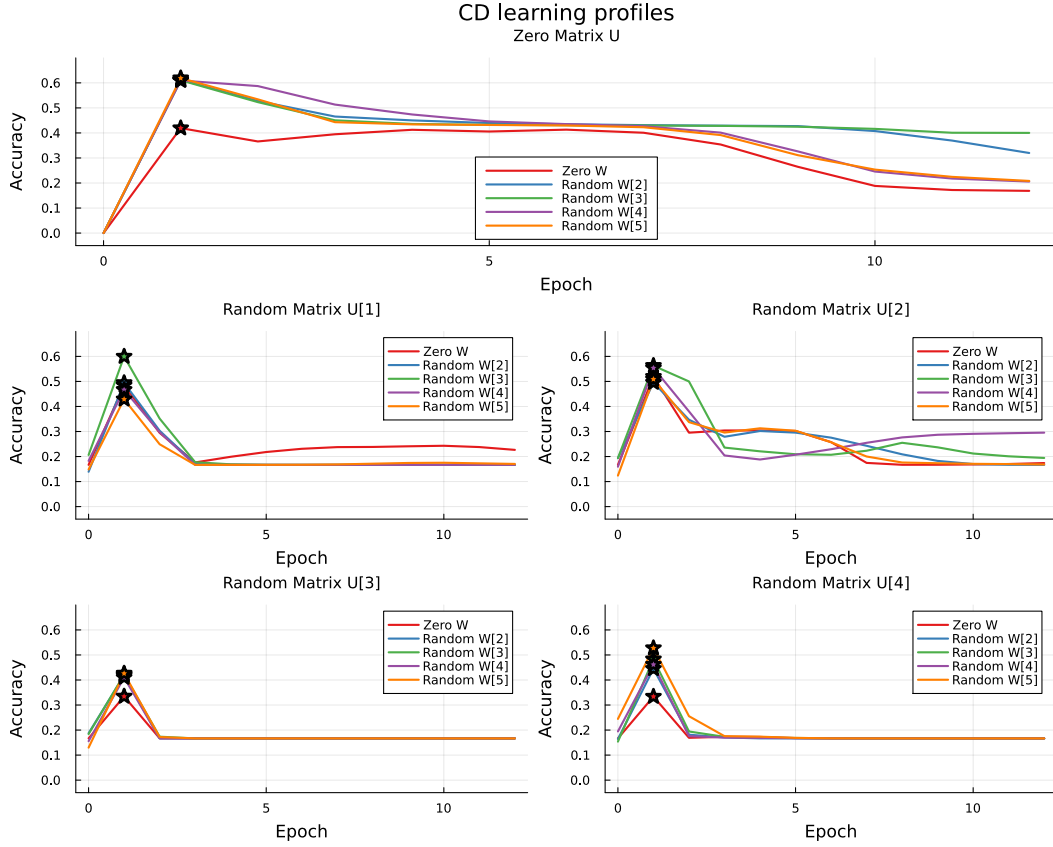 CD learning profiles
Zero Matrix U
Accuracy
0.6
0.5
0.4
0.3
0.2
0.1
0.0
Zero W
Random W[2]
Random W[3]
Random W[4]
Random W[5]
0 5 10
Epoch
Random Matrix U[1]
Accuracy
0.6
0.5
0.4
0.3
0.2
0.1
0.0
Zero W
Random W[2]
Random W[3]
Random W[4]
Random W[5]
0 5 10
Epoch
Random Matrix U[2]
Accuracy
0.6
0.5
0.4
0.3
0.2
0.1
0.0
Zero W
Random W[2]
Random W[3]
Random W[4]
Random W[5]
0 5 10
Epoch
Random Matrix U[3]
Accuracy
0.6
0.5
0.4
0.3
0.2
0.1
0.0
Zero W
Random W[2]
Random W[3]
Random W[4]
Random W[5]
0 5 10
Epoch
Random Matrix U[4]
Accuracy
0.6
0.5
0.4
0.3
0.2
0.1
0.0
Zero W
Random W[2]
Random W[3]
Random W[4]
Random W[5]
0 5 10
Epoch